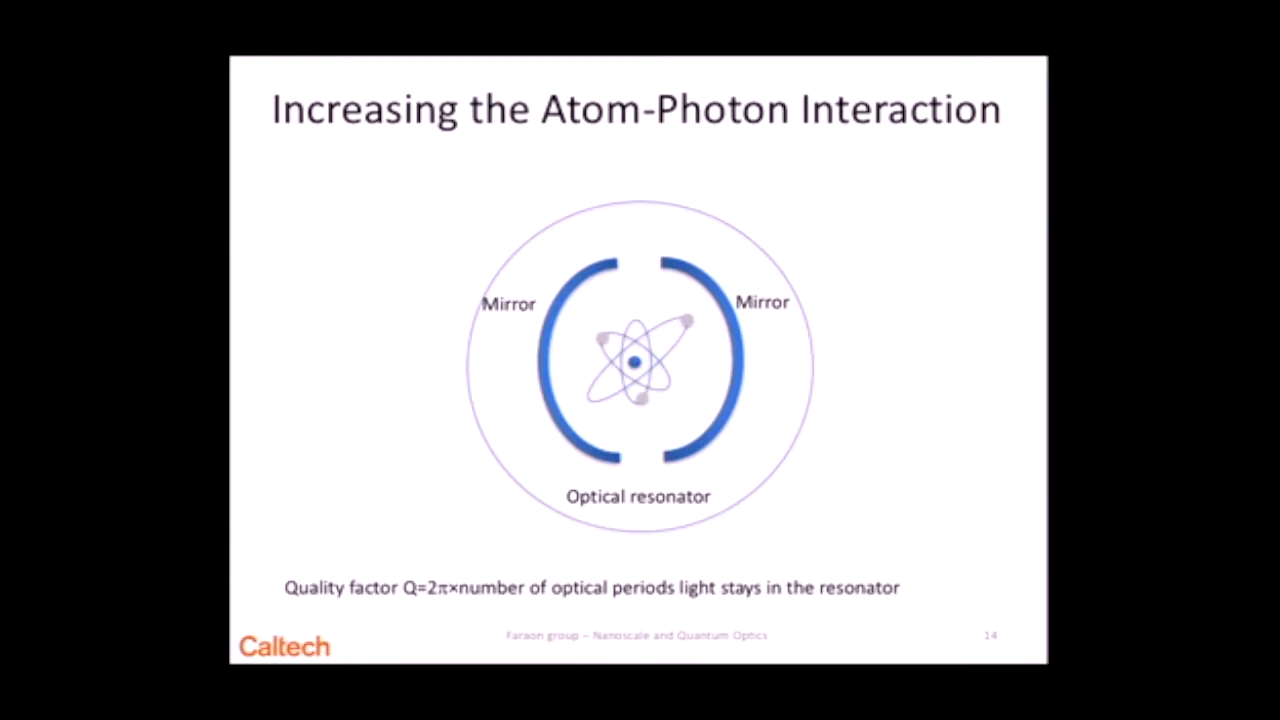 Increasing the Atom-Photon Interaction
Mirror
Mirror
Optical resonator
Quality factor Q=2π×number of optical periods light stays in the resonator
Caltech
Faraon group – Nanoscale and Quantum Optics
14